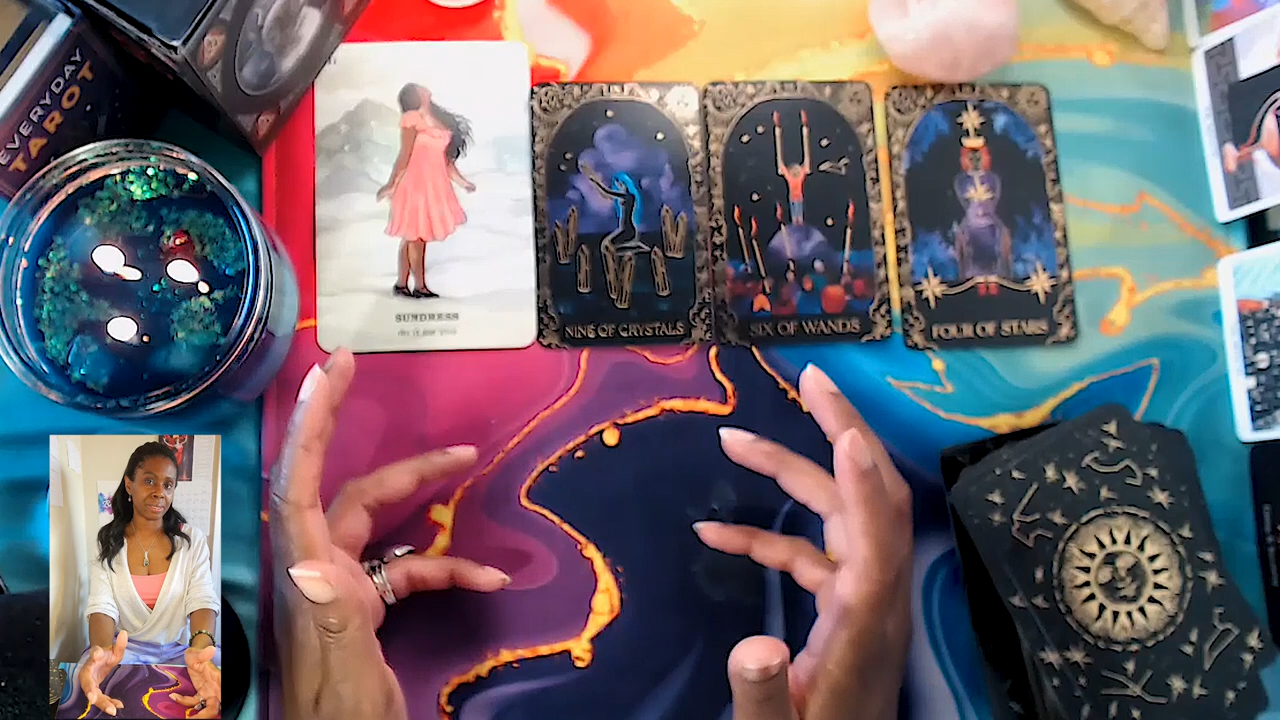 EVERYDAY
TAROT
SUNDRESS
NINE OF CRYSTALS
SIX OF WANDS
FOUR OF STARS